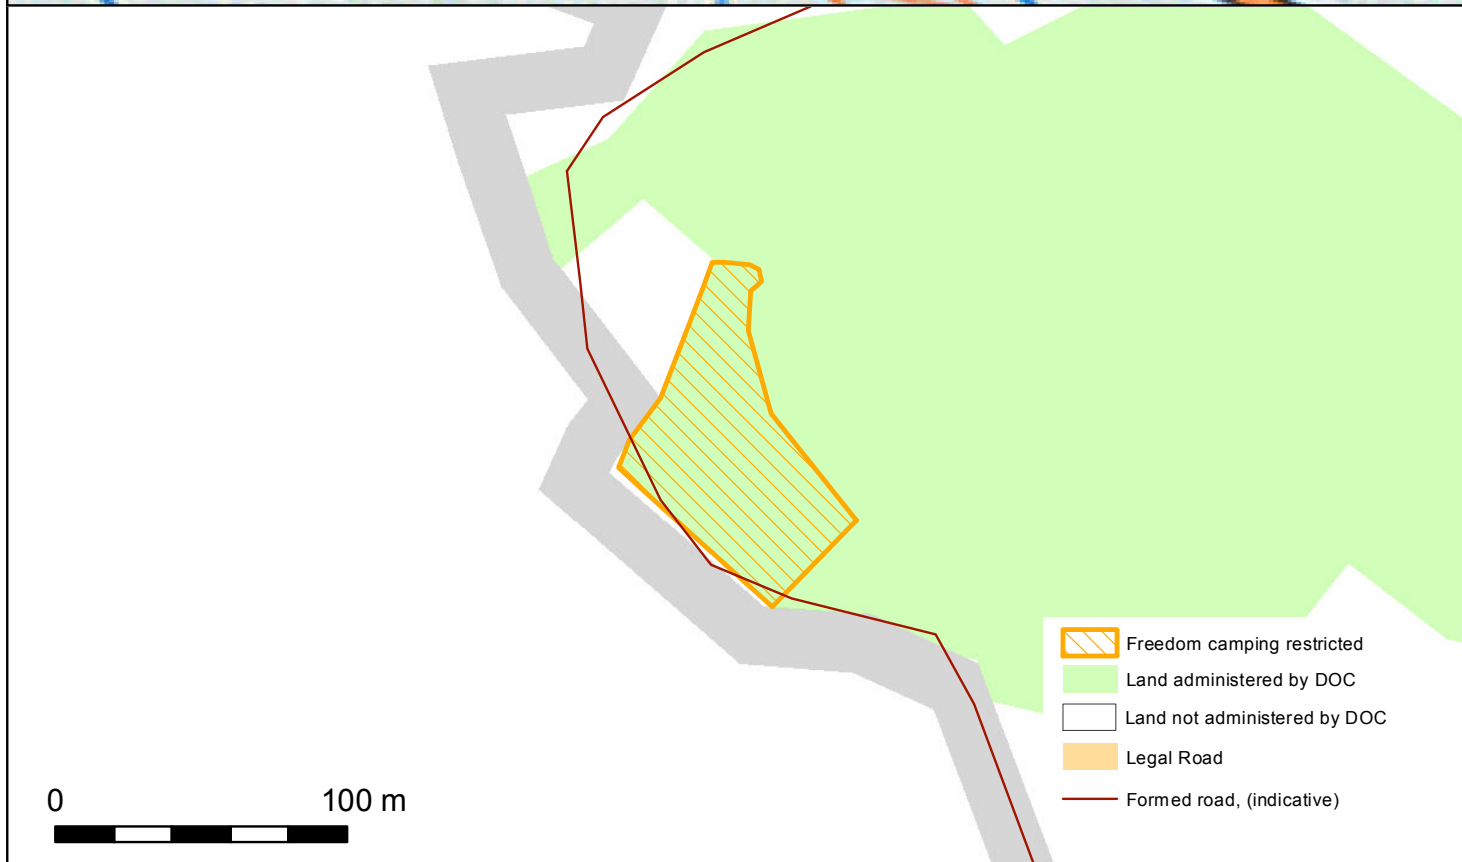 Freedom camping restricted
Land administered by DOC
Land not administered by DOC
Legal Road
Formed road, (indicative)
0 100 m